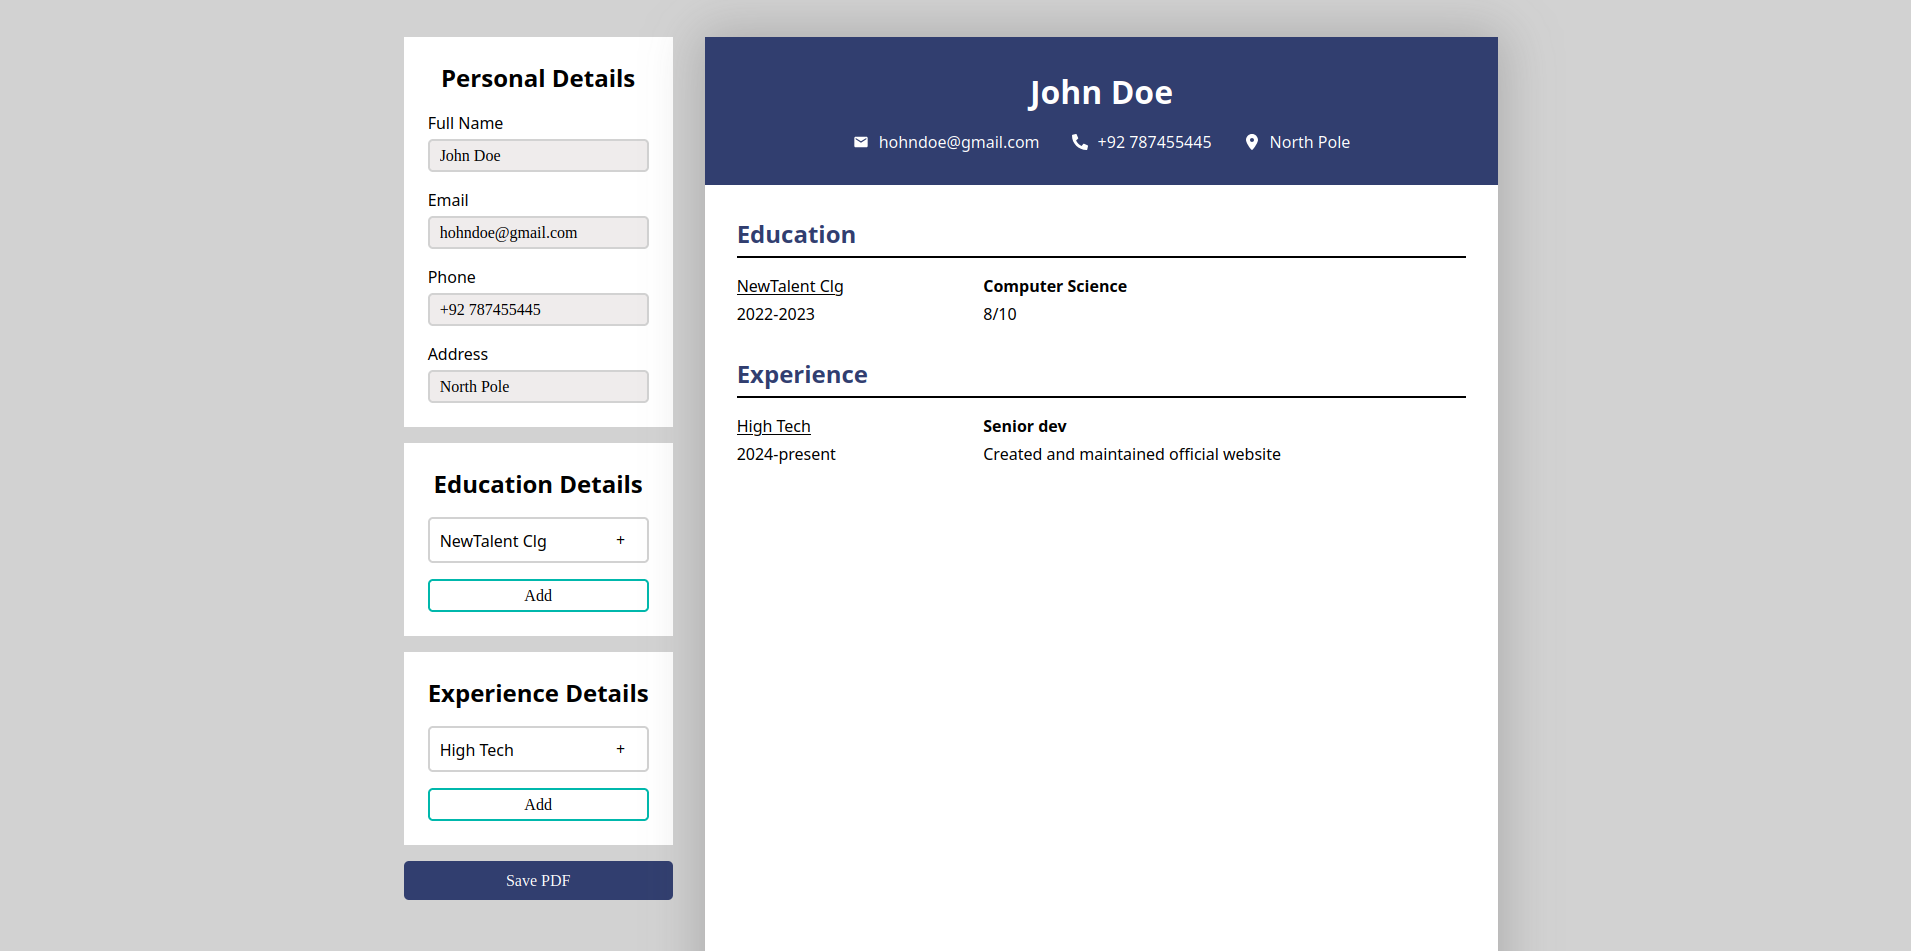 Personal Details
Full Name
John Doe
Email
hohndoe@gmail.com
Phone
+92 787455445
Address
North Pole
Education Details
NewTalent Clg +
Add
Experience Details
High Tech +
Add
Save PDF
John Doe
hohndoe@gmail.com +92 787455445 North Pole
Education
NewTalent Clg Computer Science
2022-2023 8/10
Experience
High Tech Senior dev
2024-present Created and maintained official website